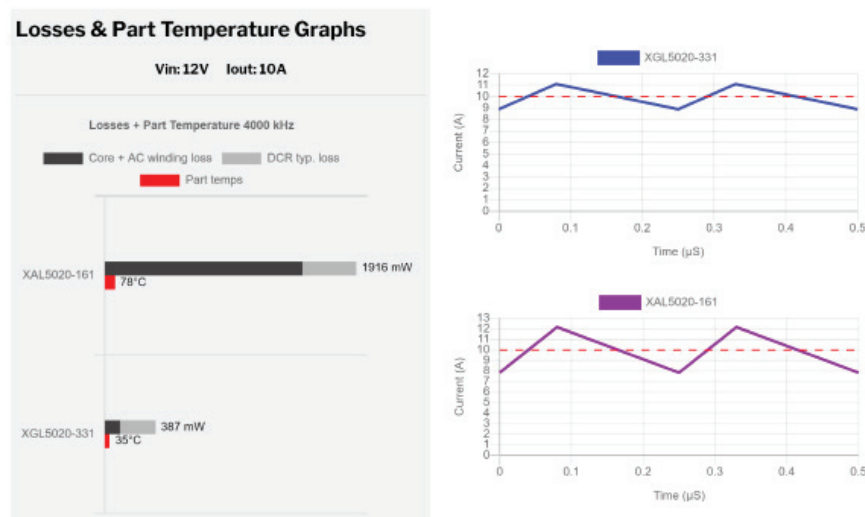 Losses & Part Temperature Graphs
Vin: 12V Iout: 10A
Losses + Part Temperature 4000 kHz
Core + AC winding loss DCR typ. loss
Part temps
XAL5020-161
1916 mW
78°C
XGL5020-331
387 mW
35°C
XGL5020-331
12
11
10
9
8
7
6
5
4
3
2
1
0
Current (A)
0 0.1 0.2 0.3 0.4 0.5
Time (µS)
XAL5020-161
13
12
11
10
9
8
7
6
5
4
3
2
1
0
Current (A)
0 0.1 0.2 0.3 0.4 0.5
Time (µS)